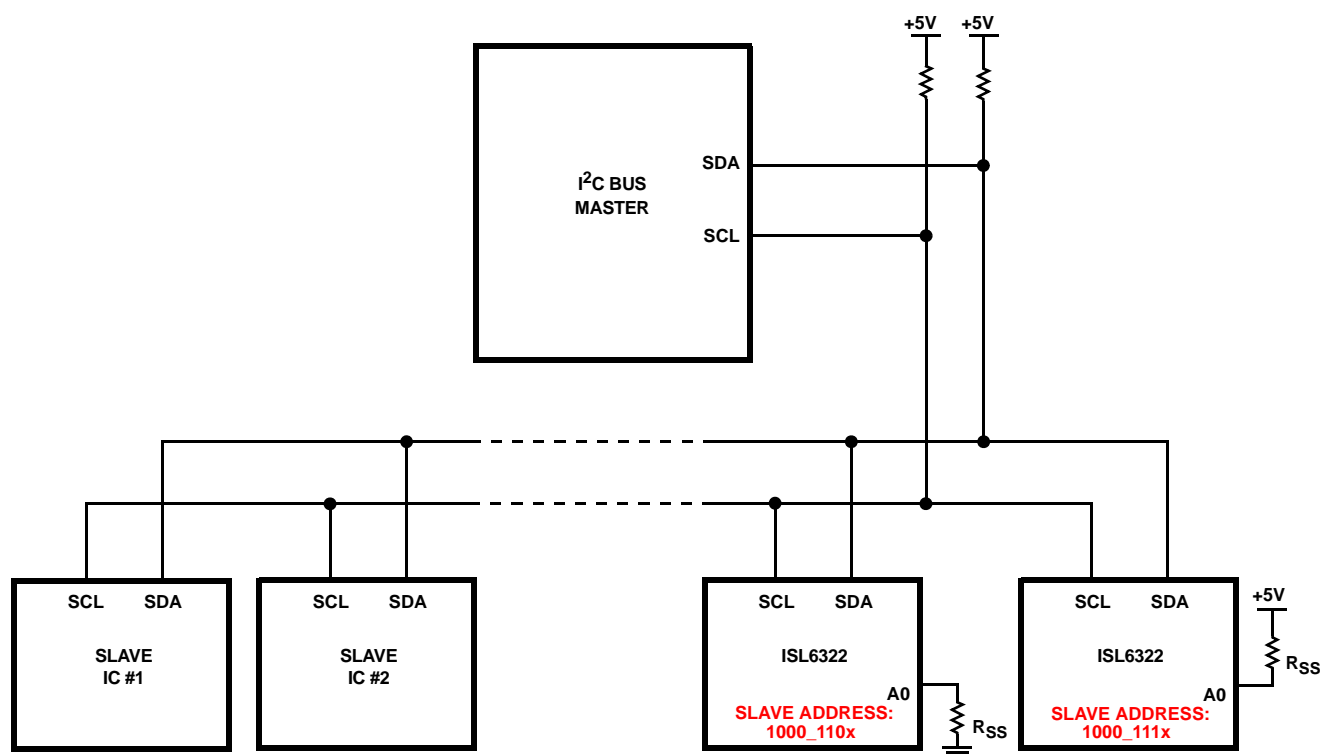 +5V +5V
I²C BUS
MASTER
SDA
SCL
SCL SDA
SLAVE
IC #1
SCL SDA
SLAVE
IC #2
SCL SDA
ISL6322
A0
SLAVE ADDRESS:
1000_110x
RSS
SCL SDA
ISL6322
A0
SLAVE ADDRESS:
1000_111x
+5V
RSS